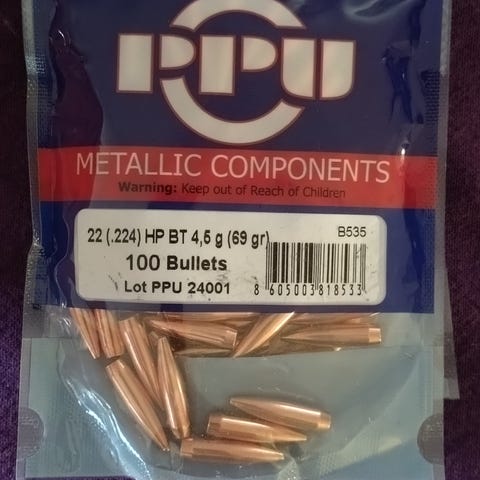 PPU
METALLIC COMPONENTS
Warning: Keep out of Reach of Children
22 (.224) HP BT 4,5 g (69 gr) B535
100 Bullets
Lot PPU 24001 8 605003 818533